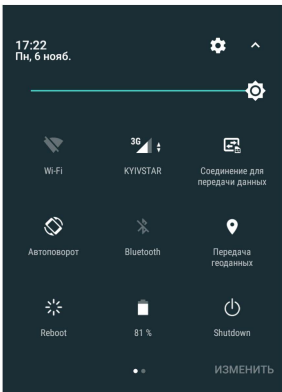 17:22
Пн, 6 нояб.
3G
Wi-Fi
KYIVSTAR
Соединение для
передачи данных
Автоповорот
Bluetooth
Передача
геоданных
Reboot
81 %
Shutdown
ИЗМЕНИТЬ